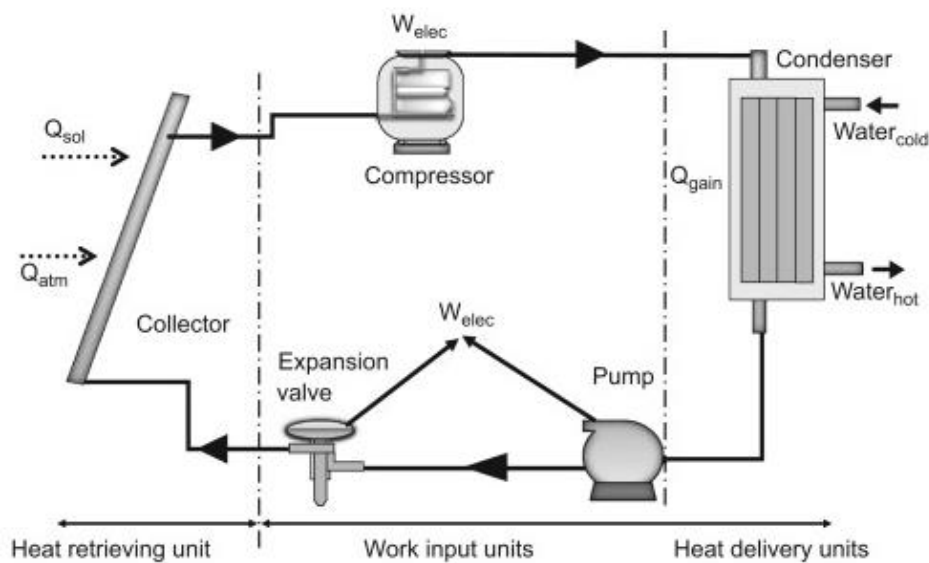 W_elec
Condenser
Q_sol
Water_cold
Compressor
Q_gain
Q_atm
Water_hot
W_elec
Collector
Expansion
valve
Pump
Heat retrieving unit
Work input units
Heat delivery units